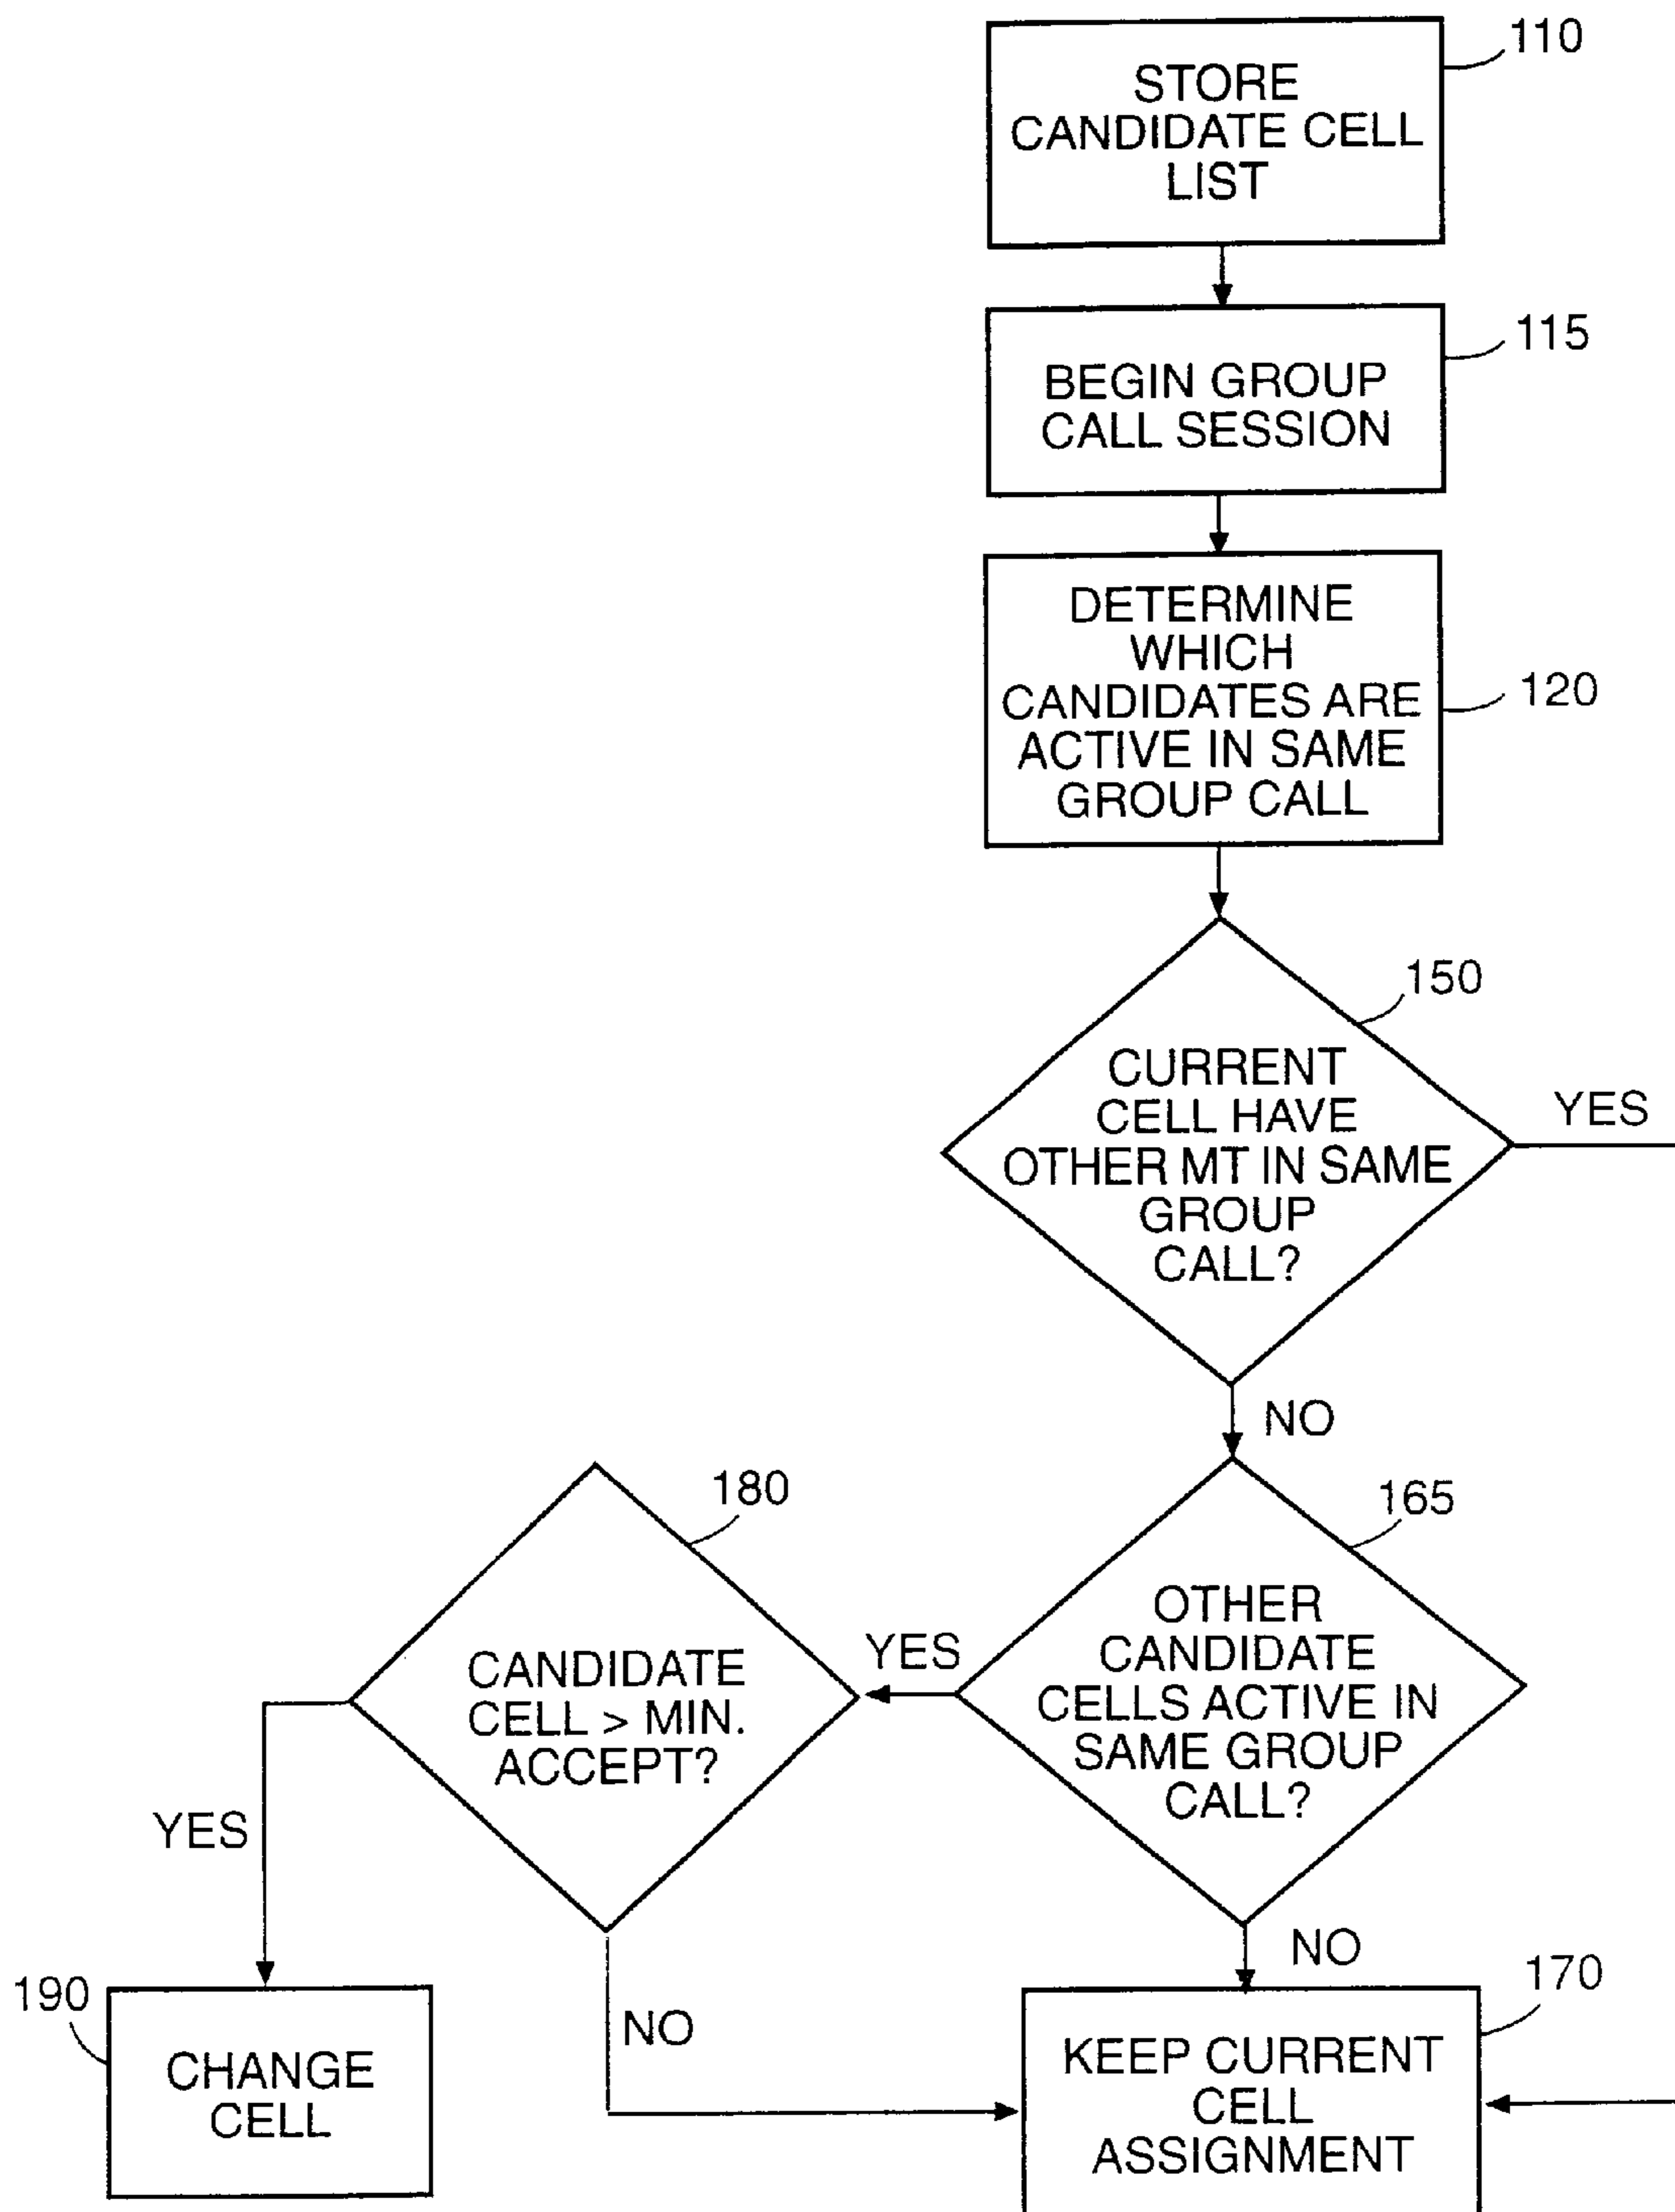 110
STORE
CANDIDATE CELL
LIST
115
BEGIN GROUP
CALL SESSION
120
DETERMINE
WHICH
CANDIDATES ARE
ACTIVE IN SAME
GROUP CALL
150
CURRENT
CELL HAVE
OTHER MT IN SAME
GROUP
CALL?
YES
NO
165
OTHER
CANDIDATE
CELLS ACTIVE IN
SAME GROUP
CALL?
YES
NO
180
CANDIDATE
CELL > MIN.
ACCEPT?
YES
NO
190
CHANGE
CELL
170
KEEP CURRENT
CELL
ASSIGNMENT